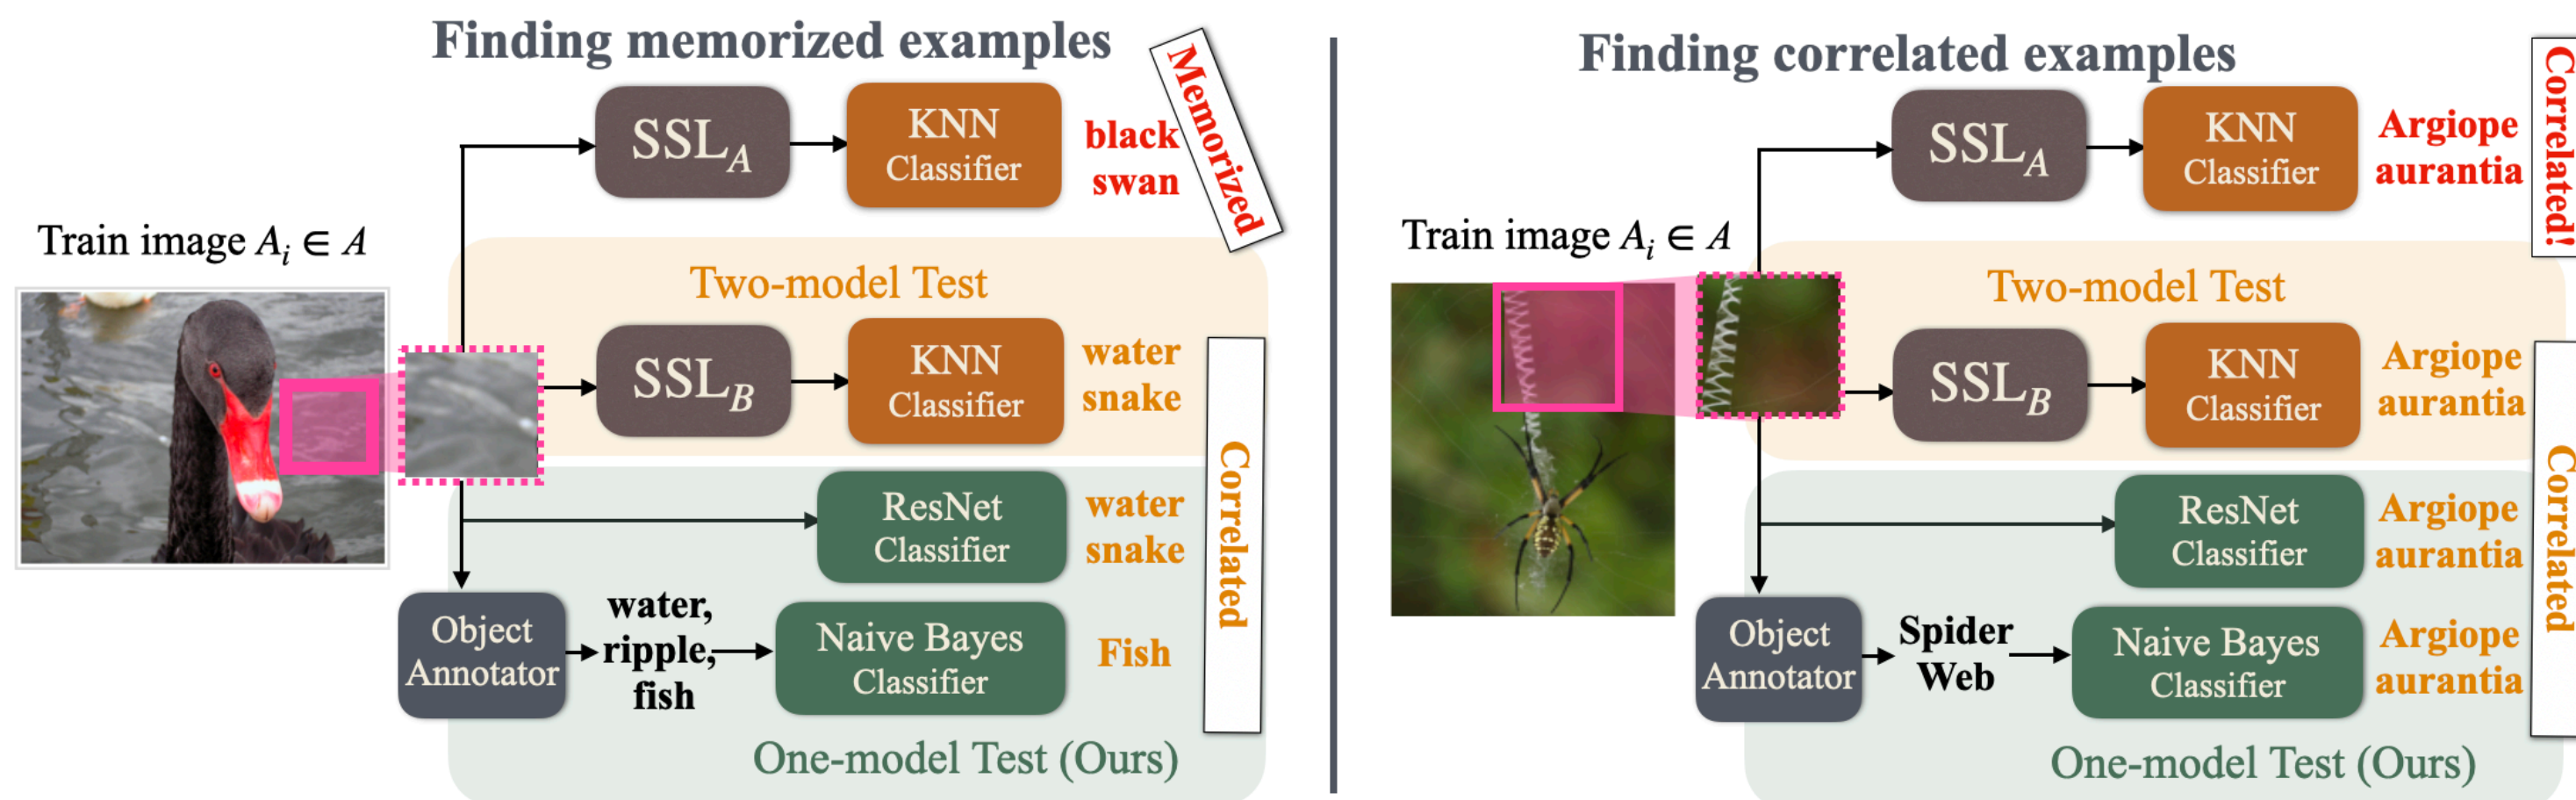 Finding memorized examples
Memorized
SSL_A
KNN
Classifier
black
swan
Train image A_i ∈ A
Two-model Test
SSL_B
KNN
Classifier
water
snake
ResNet
Classifier
water
snake
Correlated
Object
Annotator
water,
ripple,
fish
Naive Bayes
Classifier
Fish
One-model Test (Ours)
Finding correlated examples
Correlated!
SSL_A
KNN
Classifier
Argiope
aurantia
Train image A_i ∈ A
Two-model Test
SSL_B
KNN
Classifier
Argiope
aurantia
ResNet
Classifier
Argiope
aurantia
Correlated
Object
Annotator
Spider
Web
Naive Bayes
Classifier
Argiope
aurantia
One-model Test (Ours)